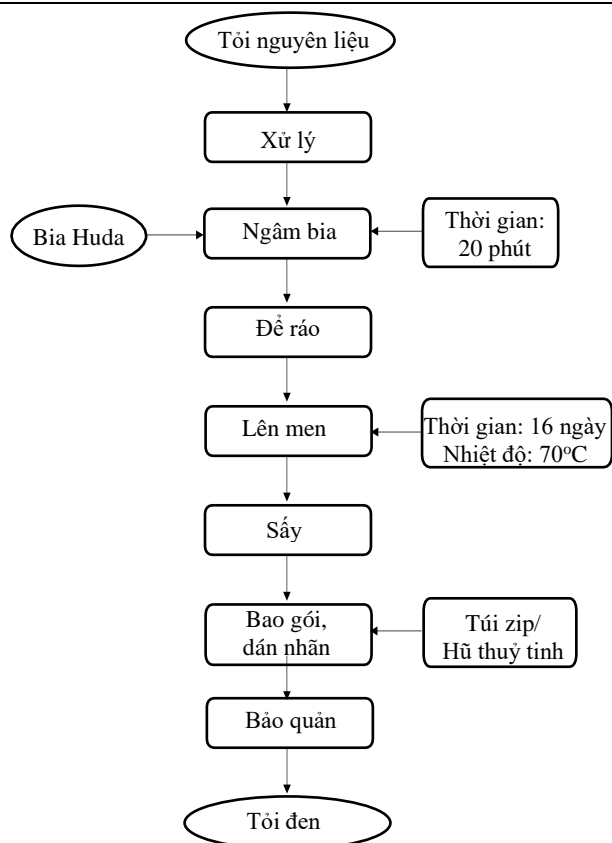 Tỏi nguyên liệu
Xử lý
Bia Huda
Ngâm bia
Thời gian:
20 phút
Để ráo
Lên men
Thời gian: 16 ngày
Nhiệt độ: 70°C
Sấy
Bao gói,
dán nhãn
Túi zip/
Hũ thuỷ tinh
Bảo quản
Tỏi đen